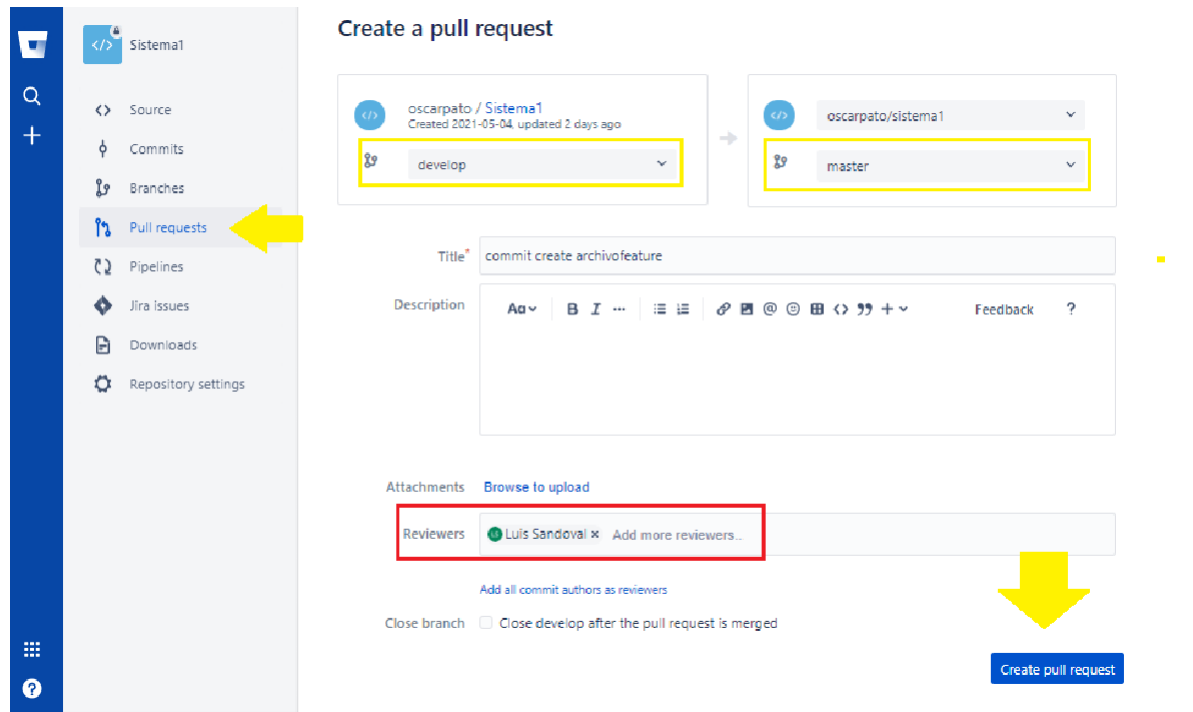 Create a pull request
Sistema1
oscarpato / Sistema1
Created 2021-05-04, updated 2 days ago
develop
oscarpato/sistema1
master
Source
Commits
Branches
Pull requests
Pipelines
Jira issues
Downloads
Repository settings
Title* commit create archivofeature
Description
Aa B I ... Feedback ?
Attachments Browse to upload
Reviewers Luis Sandoval × Add more reviewers...
Add all commit authors as reviewers
Close branch Close develop after the pull request is merged
Create pull request